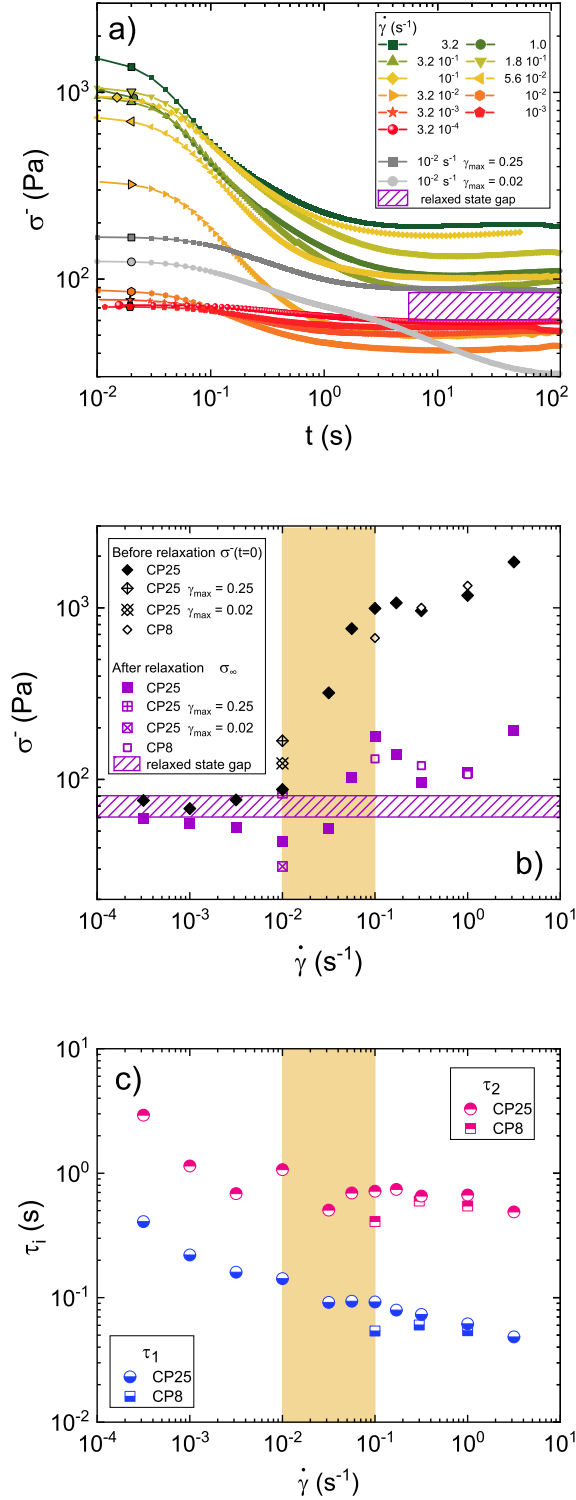 a)
γ̇ (s⁻¹)
3.2 1.0
3.2 10⁻¹ 1.8 10⁻¹
10⁻¹ 5.6 10⁻²
3.2 10⁻² 10⁻²
3.2 10⁻³ 10⁻³
3.2 10⁻⁴
10⁻² s⁻¹ γmax = 0.25
10⁻² s⁻¹ γmax = 0.02
relaxed state gap
σ⁻ (Pa)
10³
10²
10⁻² 10⁻¹ 10⁰ 10¹ 10²
t (s)
Before relaxation σ⁻(t=0)
CP25
CP25 γmax = 0.25
CP25 γmax = 0.02
CP8
After relaxation σ∞
CP25
CP25 γmax = 0.25
CP25 γmax = 0.02
CP8
relaxed state gap
σ⁻ (Pa)
10³
10²
b)
10⁻⁴ 10⁻³ 10⁻² 10⁻¹ 10⁰ 10¹
γ̇ (s⁻¹)
c)
τ₂
CP25
CP8
τᵢ (s)
10¹
10⁰
10⁻¹
10⁻²
τ₁
CP25
CP8
10⁻⁴ 10⁻³ 10⁻² 10⁻¹ 10⁰ 10¹
γ̇ (s⁻¹)